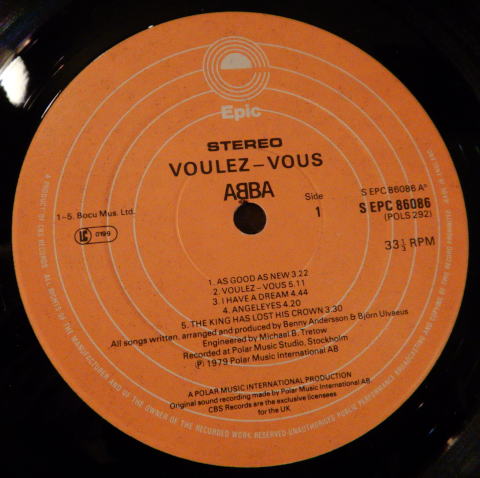 Epic
STEREO
VOULEZ-VOUS
ABBA
Side
1
1-5. Bocu Mus. Ltd.
LC 0199
S EPC 86086 A°
S EPC 86086
(POLS 292)
33 1/3 RPM
1. AS GOOD AS NEW 3.22
2. VOULEZ-VOUS 5.11
3. I HAVE A DREAM 4.44
4. ANGELEYES 4.20
5. THE KING HAS LOST HIS CROWN 3.30
All songs written, arranged and produced by Benny Andersson & Björn Ulvaeus
Engineered by Michael B. Tretow
Recorded at Polar Music Studio, Stockholm
Ⓟ 1979 Polar Music International AB
A POLAR MUSIC INTERNATIONAL PRODUCTION
Original sound recording made by Polar Music International AB
CBS Records are the exclusive licensees
for the UK
A PRODUCT OF CBS RECORDS. ALL RIGHTS OF THE MANUFACTURER AND OF THE OWNER OF THE RECORDED WORK RESERVED-UNAUTHORISED PUBLIC PERFORMANCE BROADCASTING AND COPYING OF THIS RECORD PROHIBITED